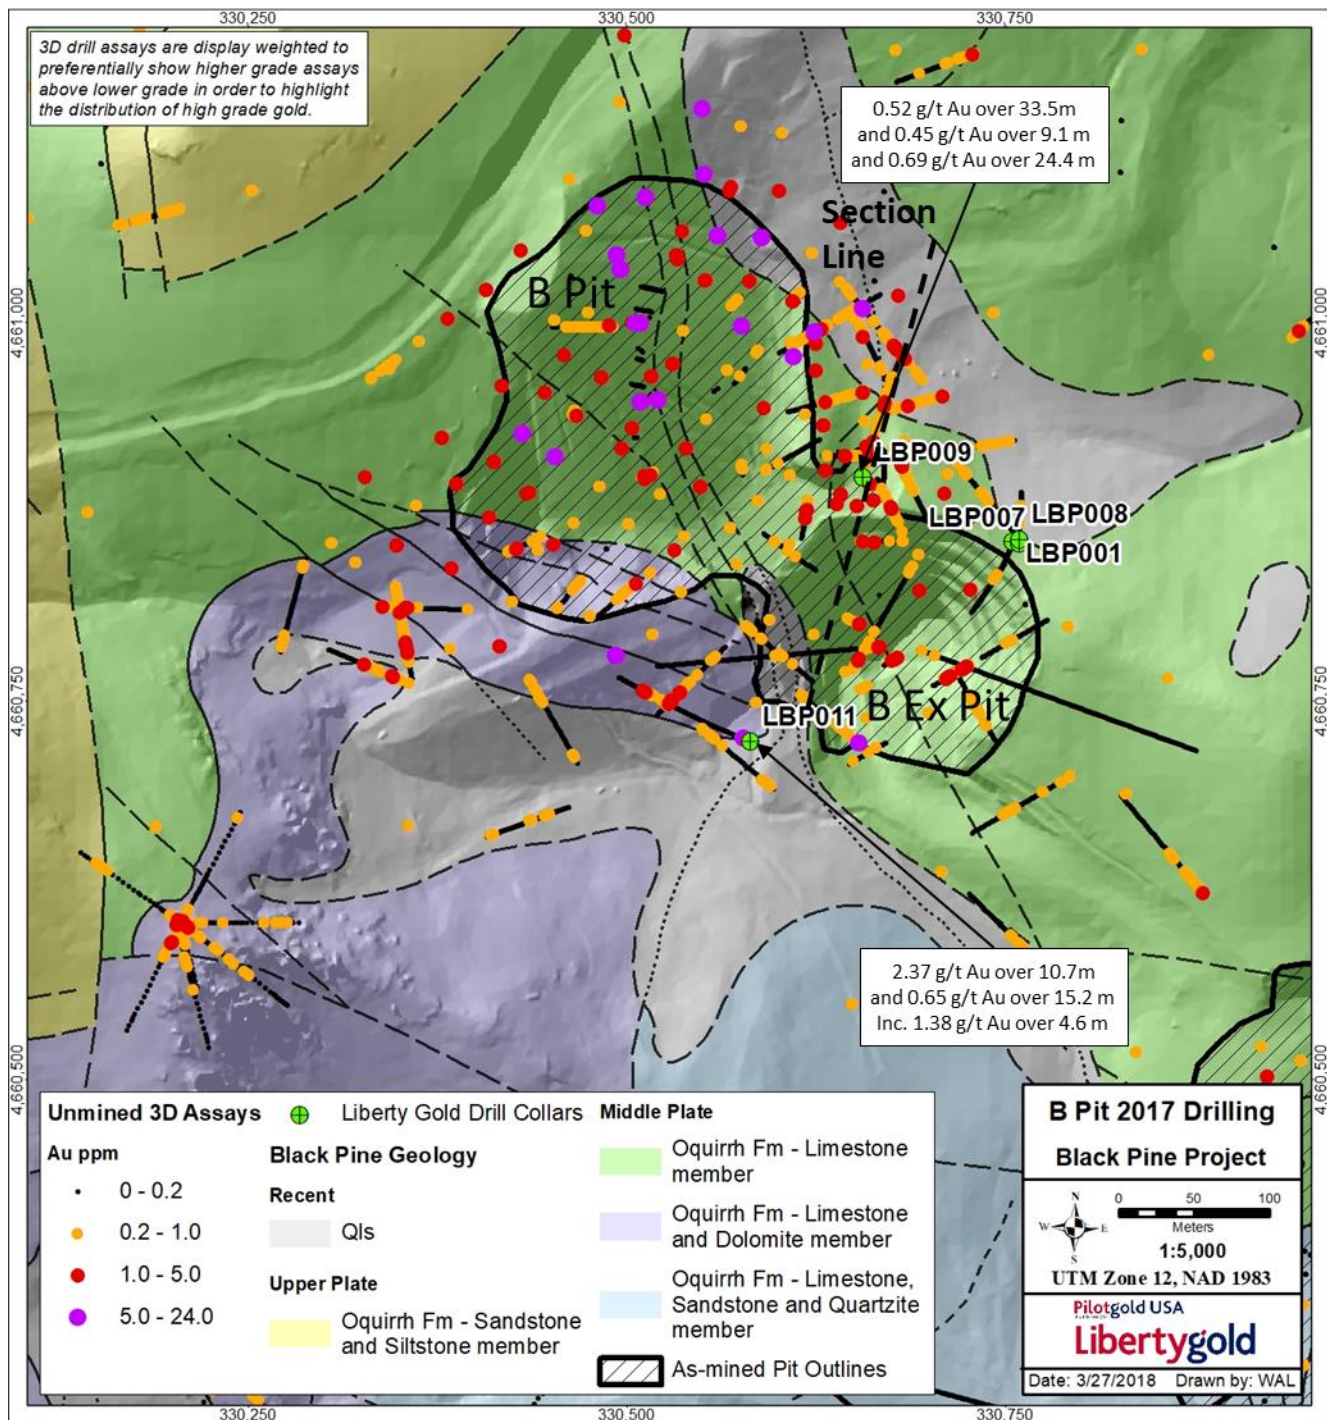 330,250
330,500
330,750
3D drill assays are display weighted to
preferentially show higher grade assays
above lower grade in order to highlight
the distribution of high grade gold.
0.52 g/t Au over 33.5m
and 0.45 g/t Au over 9.1 m
and 0.69 g/t Au over 24.4 m
Section
Line
B Pit
4,661,000
4,661,000
LBP009
LBP007
LBP008
LBP001
4,660,750
4,660,750
LBP011
B Ex Pit
2.37 g/t Au over 10.7m
and 0.65 g/t Au over 15.2 m
Inc. 1.38 g/t Au over 4.6 m
4,660,500
4,660,500
Unmined 3D Assays
Au ppm
0 - 0.2
0.2 - 1.0
1.0 - 5.0
5.0 - 24.0
Liberty Gold Drill Collars
Black Pine Geology
Recent
Qls
Upper Plate
Oquirrh Fm - Sandstone
and Siltstone member
Middle Plate
Oquirrh Fm - Limestone
member
Oquirrh Fm - Limestone
and Dolomite member
Oquirrh Fm - Limestone,
Sandstone and Quartzite
member
As-mined Pit Outlines
B Pit 2017 Drilling
Black Pine Project
N
W E
S
0 50 100
Meters
1:5,000
UTM Zone 12, NAD 1983
Pilotgold USA
Libertygold
Date: 3/27/2018 Drawn by: WAL
330,250
330,500
330,750